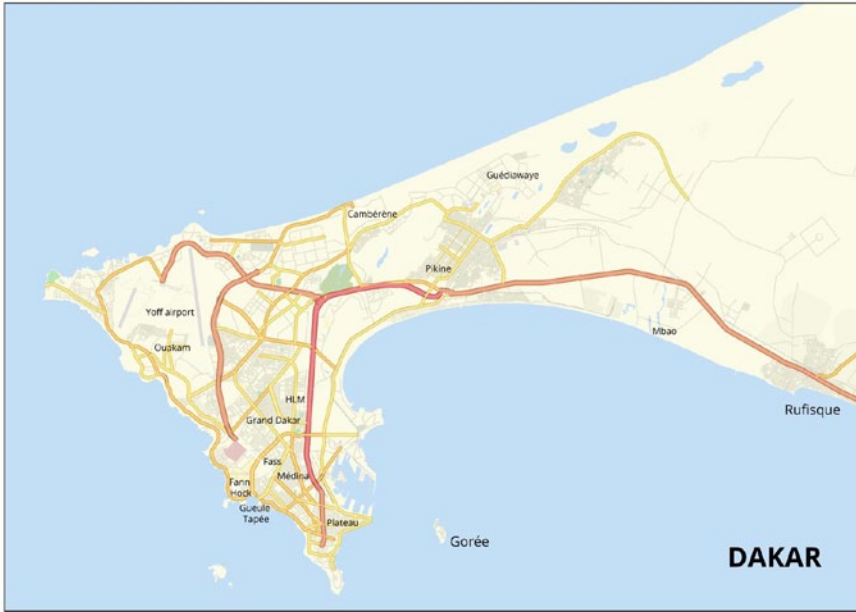 Guédiawaye
Cambérène
Pikine
Yoff airport
Mbao
Ouakam
HLM
Rufisque
Grand Dakar
Fass
Médina
Fann
Hock
Gueule
Tapée
Plateau
Gorée
DAKAR